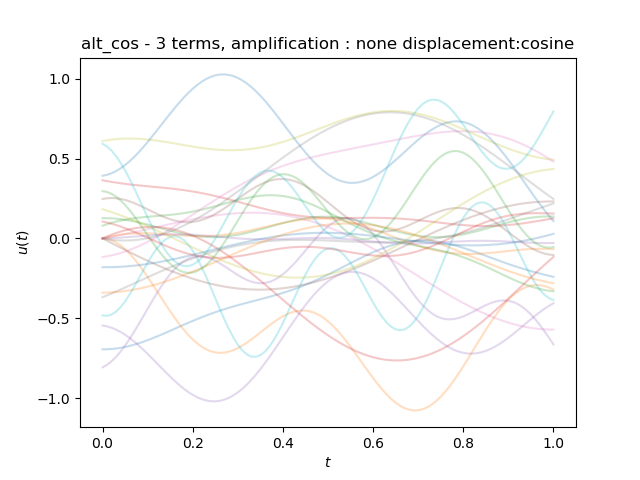 alt_cos - 3 terms, amplification : none displacement:cosine
1.0
0.5
0.0
−0.5
−1.0
u(t)
0.0 0.2 0.4 0.6 0.8 1.0
t